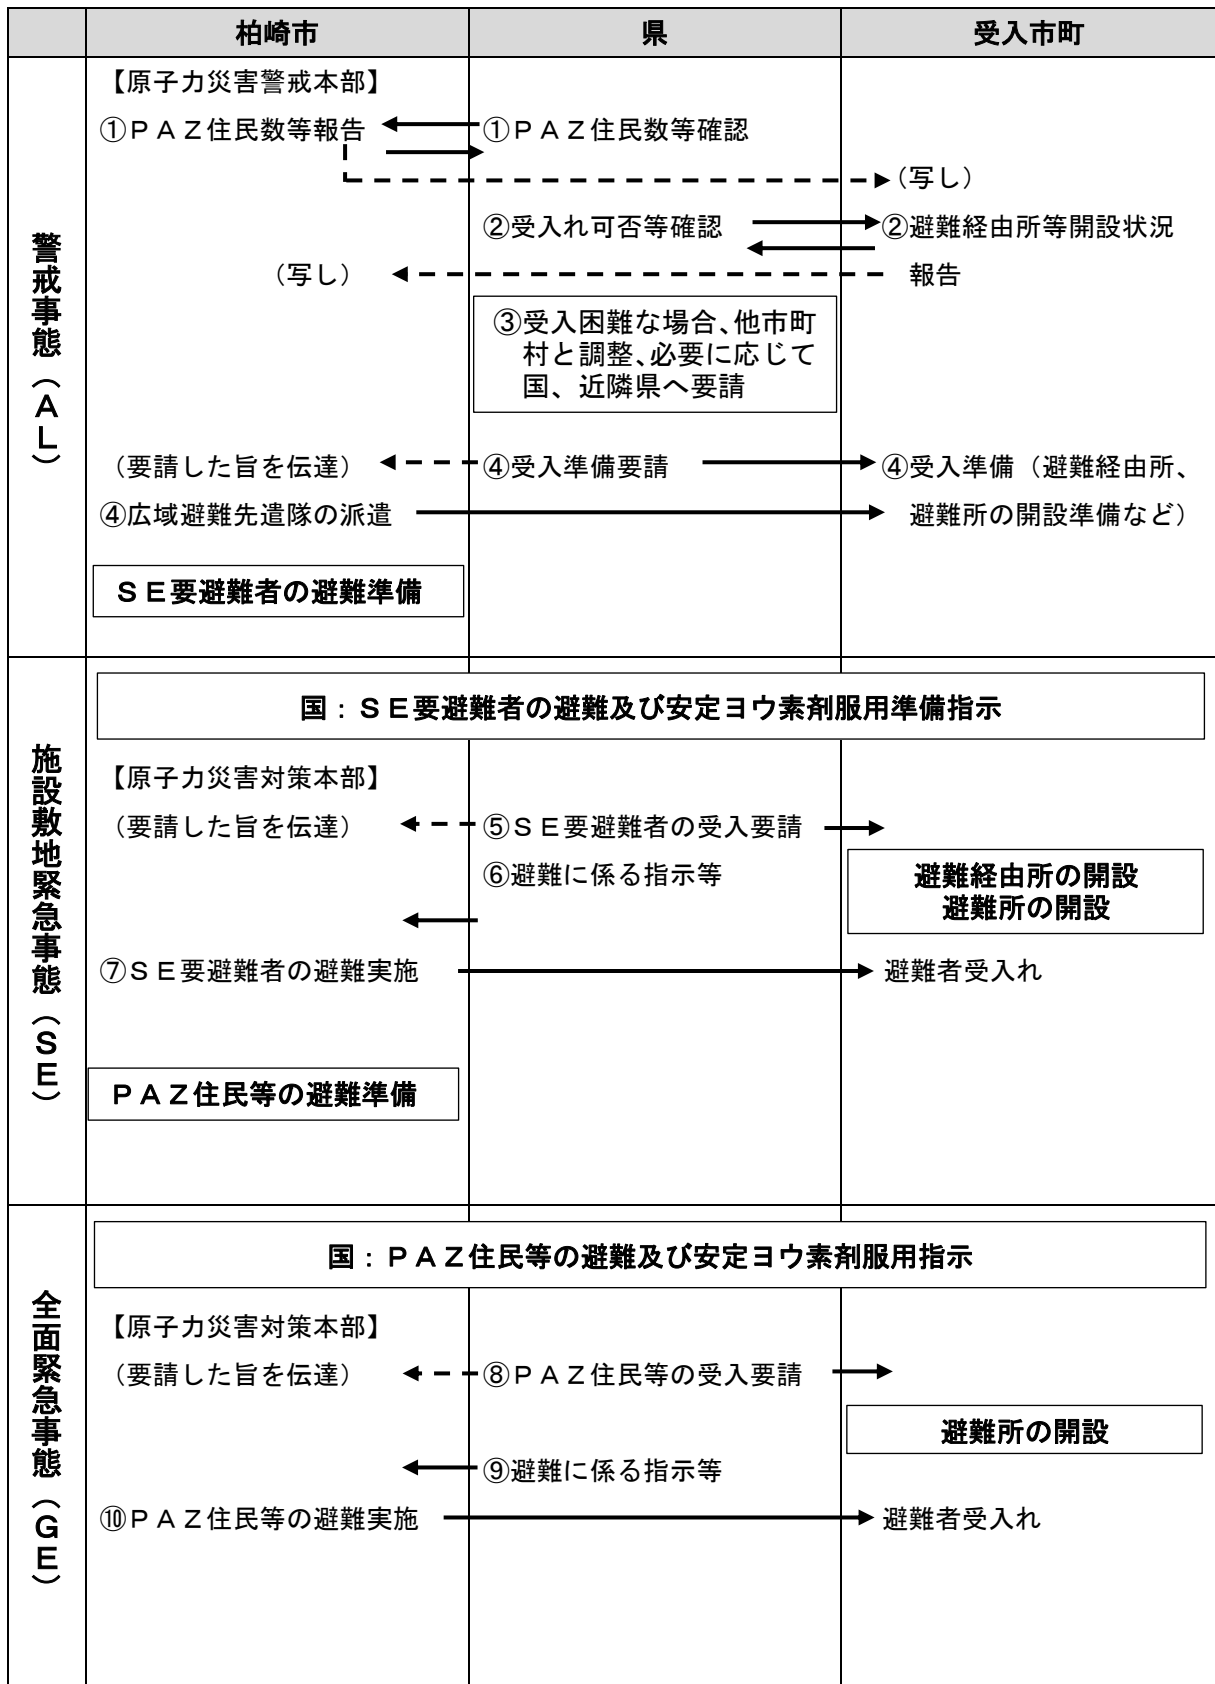 柏崎市 県 受入市町
警戒事態(AL)
【原子力災害警戒本部】
①PAZ住民数等報告 ①PAZ住民数等確認
(写し)
②受入れ可否等確認 ②避難経由所等開設状況
(写し) 報告
③受入困難な場合、他市町
村と調整、必要に応じて
国、近隣県へ要請
(要請した旨を伝達) ④受入準備要請 ④受入準備(避難経由所、
④広域避難先遣隊の派遣 避難所の開設準備など)
SE要避難者の避難準備
施設敷地緊急事態(SE)
国:SE要避難者の避難及び安定ヨウ素剤服用準備指示
【原子力災害対策本部】
(要請した旨を伝達) ⑤SE要避難者の受入要請
⑥避難に係る指示等
避難経由所の開設
避難所の開設
⑦SE要避難者の避難実施 避難者受入れ
PAZ住民等の避難準備
全面緊急事態(GE)
国:PAZ住民等の避難及び安定ヨウ素剤服用指示
【原子力災害対策本部】
(要請した旨を伝達) ⑧PAZ住民等の受入要請
避難所の開設
⑨避難に係る指示等
⑩PAZ住民等の避難実施 避難者受入れ